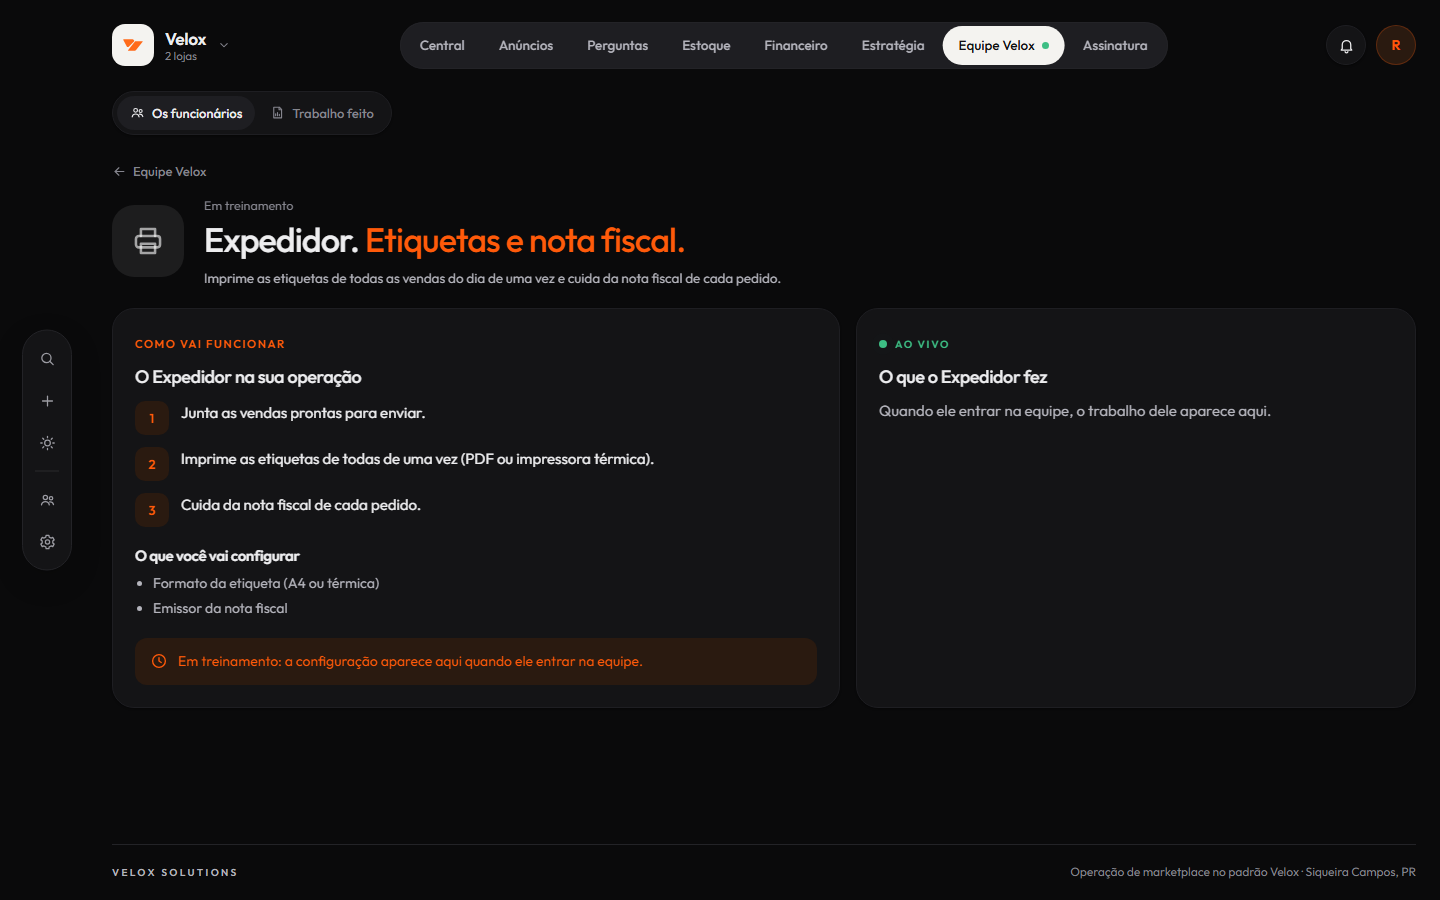 Velox
2 lojas
Central
Anúncios
Perguntas
Estoque
Financeiro
Estratégia
Equipe Velox
Assinatura
R
Os funcionários
Trabalho feito
Equipe Velox
Em treinamento
Expedidor. Etiquetas e nota fiscal.
Imprime as etiquetas de todas as vendas do dia de uma vez e cuida da nota fiscal de cada pedido.
COMO VAI FUNCIONAR
O Expedidor na sua operação
1 Junta as vendas prontas para enviar.
2 Imprime as etiquetas de todas de uma vez (PDF ou impressora térmica).
3 Cuida da nota fiscal de cada pedido.
O que você vai configurar
• Formato da etiqueta (A4 ou térmica)
• Emissor da nota fiscal
Em treinamento: a configuração aparece aqui quando ele entrar na equipe.
AO VIVO
O que o Expedidor fez
Quando ele entrar na equipe, o trabalho dele aparece aqui.
VELOX SOLUTIONS
Operação de marketplace no padrão Velox · Siqueira Campos, PR